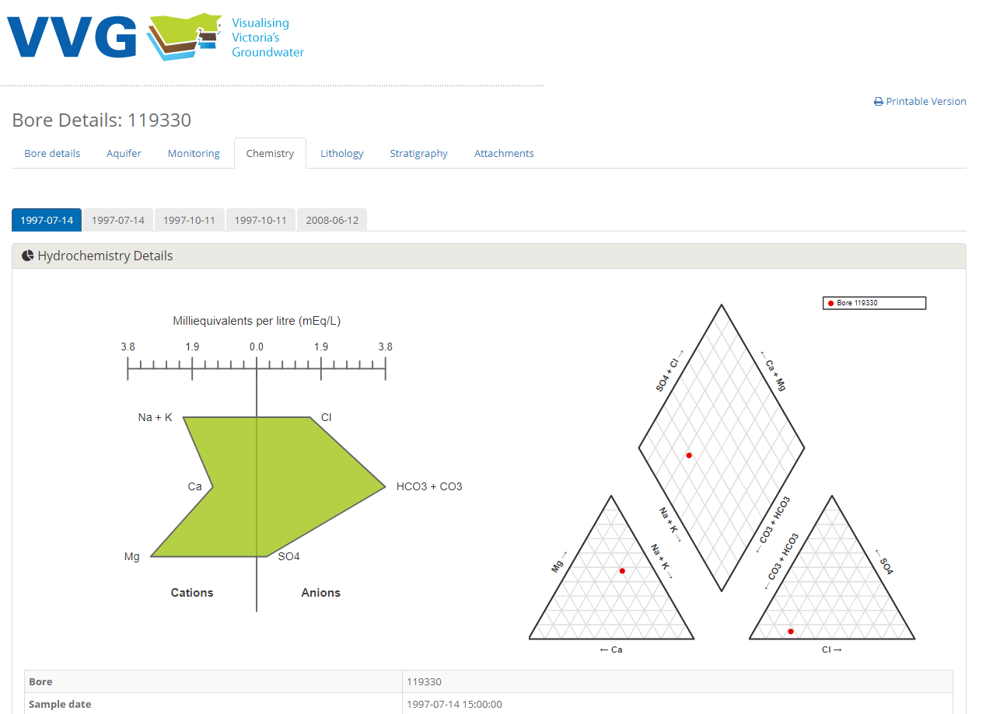 VVG
Visualising
Victoria's
Groundwater
Printable Version
Bore Details: 119330
Bore details Aquifer Monitoring Chemistry Lithology Stratigraphy Attachments
1997-07-14 1997-07-14 1997-10-11 1997-10-11 2008-06-12
Hydrochemistry Details
Milliequivalents per litre (mEq/L)
3.8 1.9 0.0 1.9 3.8
Na + K Cl
Ca HCO3 + CO3
Mg SO4
Cations Anions
Bore 119330
SO4 + Cl →
← Ca + Mg
Na + K →
← CO3 + HCO3
Mg →
Na + K →
← Ca
← CO3 + HCO3
← SO4
Cl →
Bore 119330
Sample date 1997-07-14 15:00:00